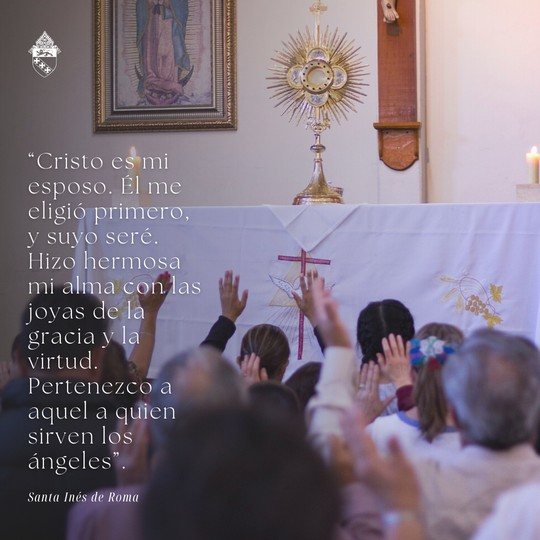 “Cristo es mi
esposo. Él me
eligió primero,
y suyo seré.
Hizo hermosa
mi alma con las
joyas de la
gracia y la
virtud.
Pertenezco a
aquel a quien
sirven los
ángeles”.
Santa Inés de Roma